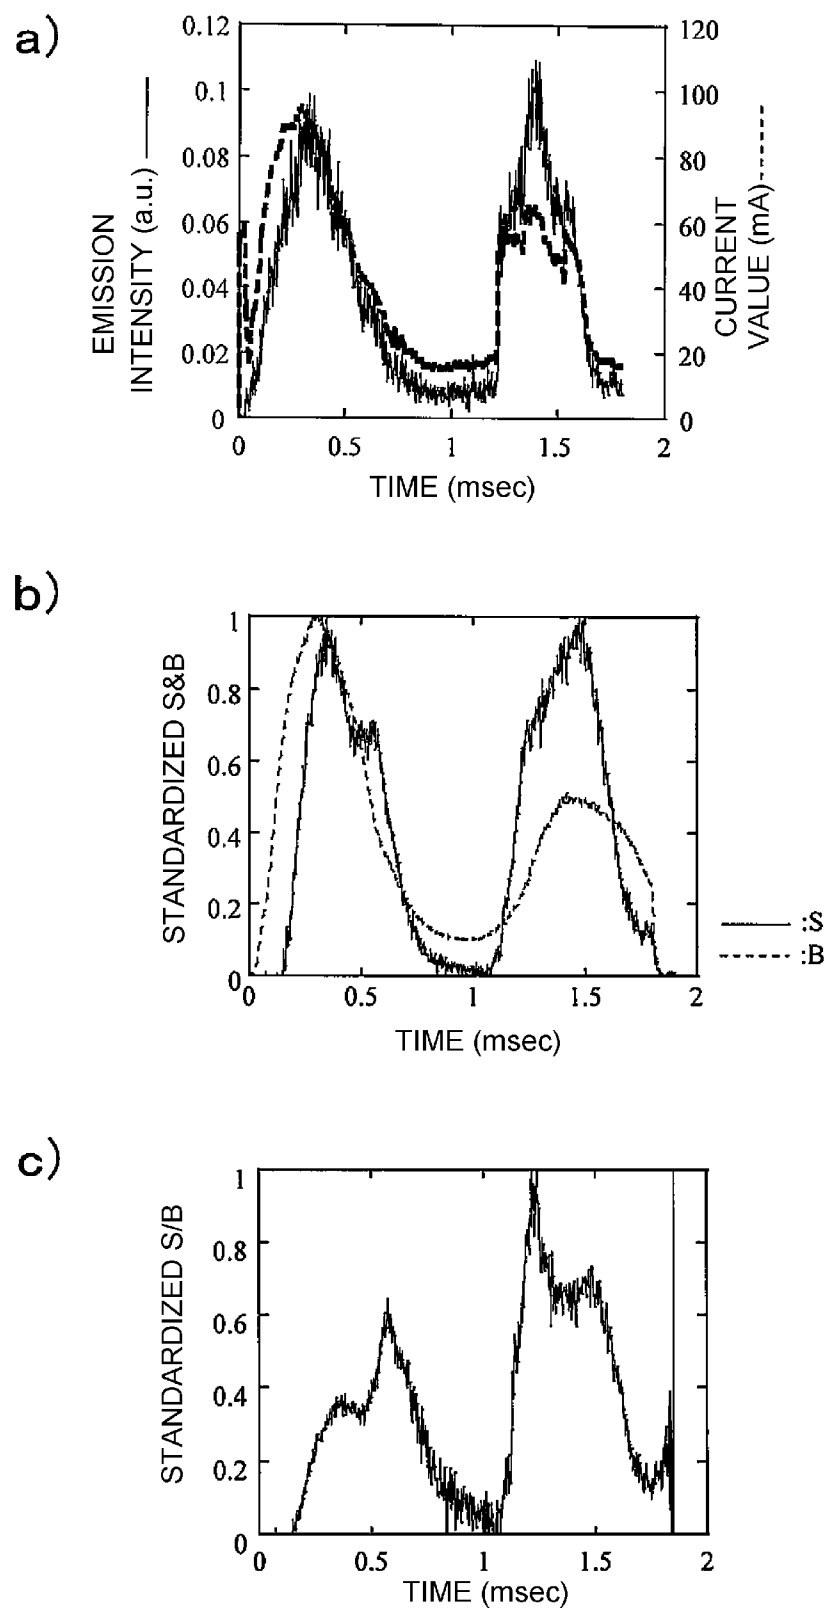 a)
EMISSION
INTENSITY (a.u.)
0.12
0.1
0.08
0.06
0.04
0.02
0
120
100
80
60
40
20
0
CURRENT
VALUE (mA)
0 0.5 1 1.5 2
TIME (msec)
b)
STANDARDIZED S&B
1
0.8
0.6
0.4
0.2
0
0 0.5 1 1.5 2
TIME (msec)
:S
:B
c)
STANDARDIZED S/B
1
0.8
0.6
0.4
0.2
0
0 0.5 1 1.5 2
TIME (msec)